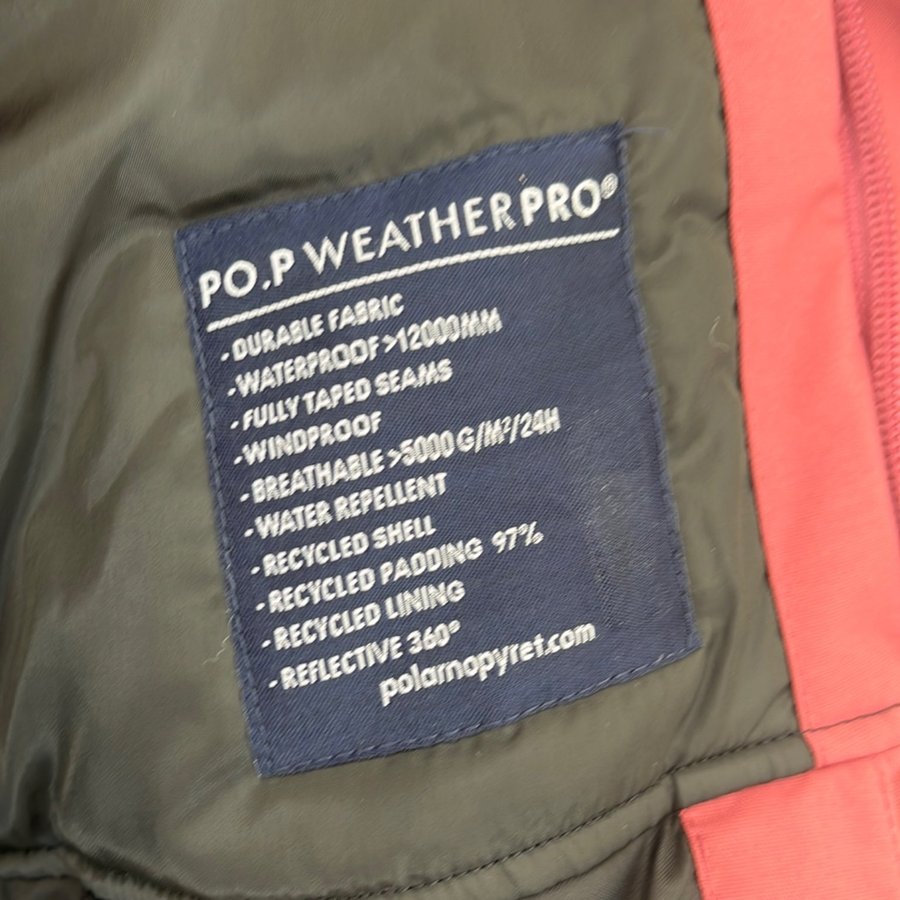 PO.P WEATHERPRO®
- DURABLE FABRIC
- WATERPROOF >12000MM
- FULLY TAPED SEAMS
- WINDPROOF
- BREATHABLE >5000 G/M²/24H
- WATER REPELLENT
- RECYCLED SHELL
- RECYCLED PADDING 97%
- RECYCLED LINING
- REFLECTIVE 360°
polarnopyret.com